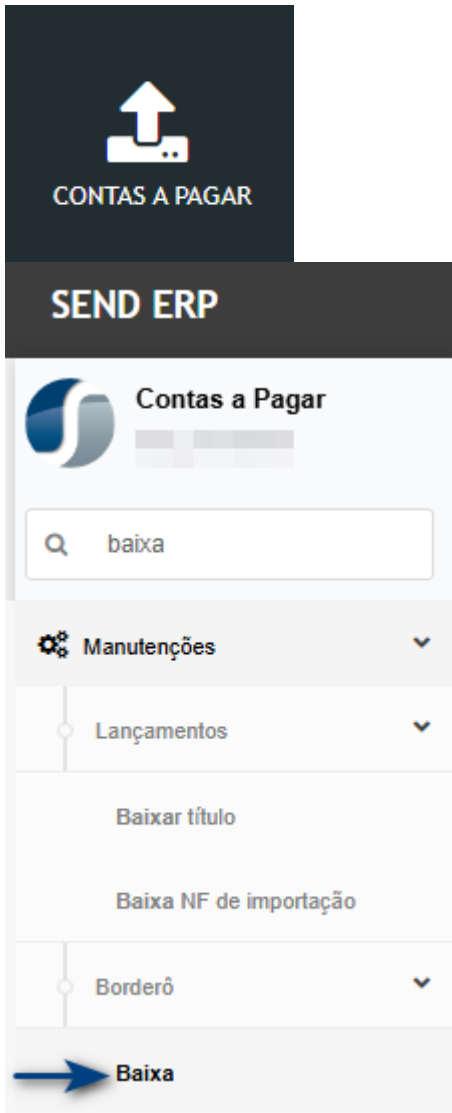 CONTAS A PAGAR
SEND ERP
Contas a Pagar
baixa
Manutenções
Lançamentos
Baixar título
Baixa NF de importação
Borderô
Baixa